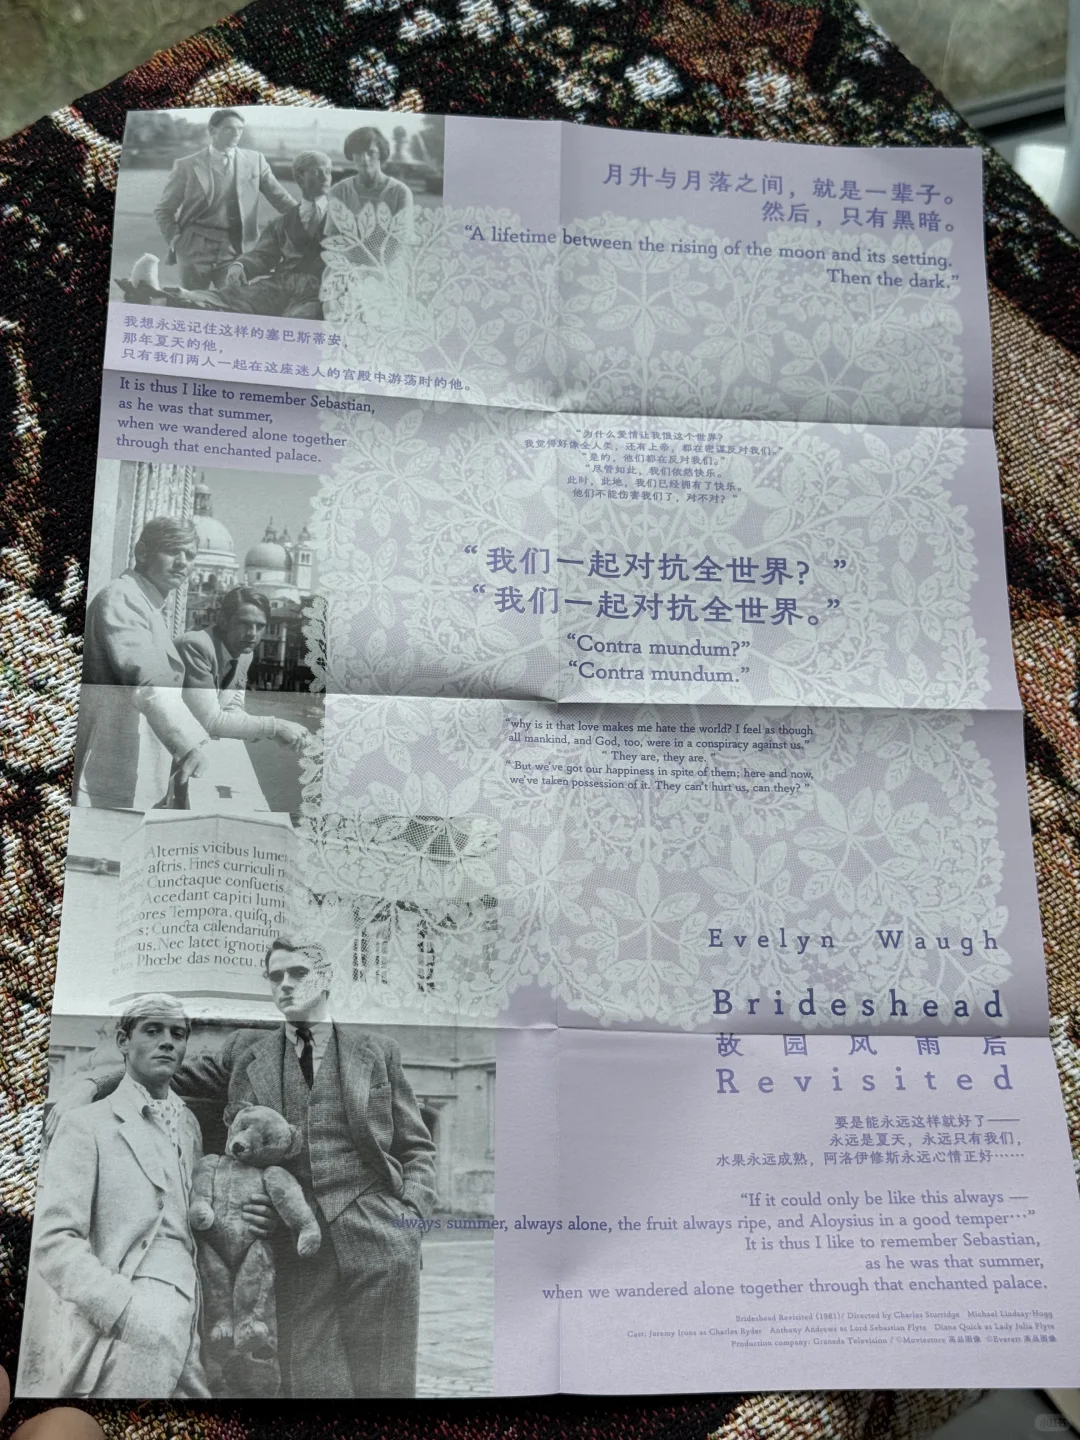 月升与月落之间，就是一辈子。
然后，只有黑暗。
“A lifetime between the rising of the moon and its setting.
Then the dark.”
我想永远记住这样的塞巴斯蒂安，
那年夏天的他，
只有我们两人一起在这座迷人的宫殿中游荡时的他。
It is thus I like to remember Sebastian,
as he was that summer,
when we wandered alone together
through that enchanted palace.
“为什么爱情让我恨这个世界？
我觉得好像全人类，还有上帝，都在密谋反对我们。”
“是的，他们都在反对我们。”
“尽管如此，我们依然快乐。
此时，此地，我们已经拥有了快乐。
他们不能伤害我们了，对不对？”
“我们一起对抗全世界？”
“我们一起对抗全世界。”
“Contra mundum?”
“Contra mundum.”
“why is it that love makes me hate the world? I feel as though
all mankind, and God, too, were in a conspiracy against us.”
“ They are, they are.
“ But we've got our happiness in spite of them; here and now,
we've taken possession of it. They can't hurt us, can they? ”
Alternis vicibus lume
aſtris. Fines curriculi
Cunctaque conſuetis
Accedant capiti lumi
ores Tempora. quiſq, di
s: Cuncta calendarium
us. Nec latet ignotis
Phœbe das noctu.
Evelyn Waugh
Brideshead
故园风雨后
Revisited
要是能永远这样就好了——
永远是夏天，永远只有我们，
水果永远成熟，阿洛伊修斯永远心情正好……
“If it could only be like this always —
always summer, always alone, the fruit always ripe, and Aloysius in a good temper…”
It is thus I like to remember Sebastian,
as he was that summer,
when we wandered alone together through that enchanted palace.
Brideshead Revisited (1981)/ Directed by Charles Sturridge Michael Lindsay-Hogg
Cast: Jeremy Irons as Charles Ryder Anthony Andrews as Lord Sebastian Flyte Diana Quick as Lady Julia Flyte
Production company: Granada Television / ©Moviestore 高品图像 ©Everett 高品图像